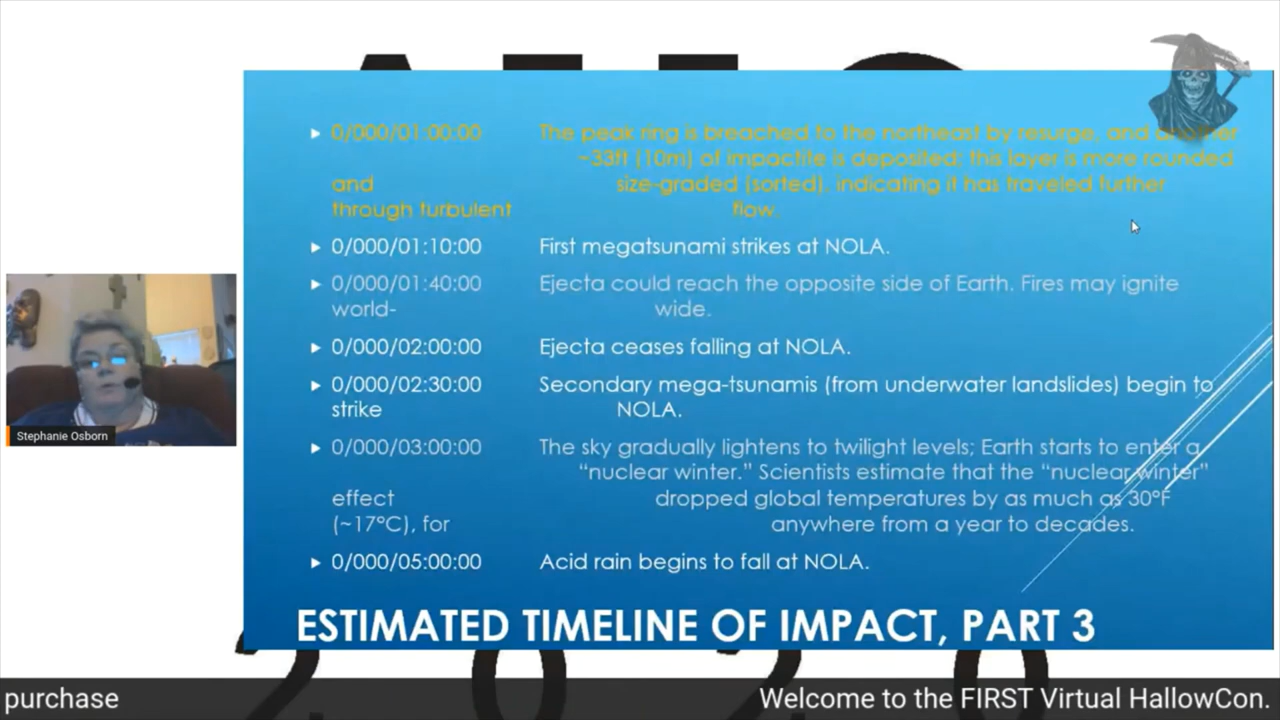 0/000/01:00:00 The peak ring is breached to the northeast by resurge, and another
~33ft (10m) of impactite is deposited; this layer is more rounded
and size-graded (sorted), indicating it has traveled further
through turbulent flow.
0/000/01:10:00 First megatsunami strikes at NOLA.
0/000/01:40:00 Ejecta could reach the opposite side of Earth. Fires may ignite
world- wide.
0/000/02:00:00 Ejecta ceases falling at NOLA.
0/000/02:30:00 Secondary mega-tsunamis (from underwater landslides) begin to
strike NOLA.
0/000/03:00:00 The sky gradually lightens to twilight levels; Earth starts to enter a
“nuclear winter.” Scientists estimate that the “nuclear winter”
effect dropped global temperatures by as much as 30°F
(~17°C), for anywhere from a year to decades.
0/000/05:00:00 Acid rain begins to fall at NOLA.
ESTIMATED TIMELINE OF IMPACT, PART 3
Stephanie Osborn
2020
purchase Welcome to the FIRST Virtual HallowCon.